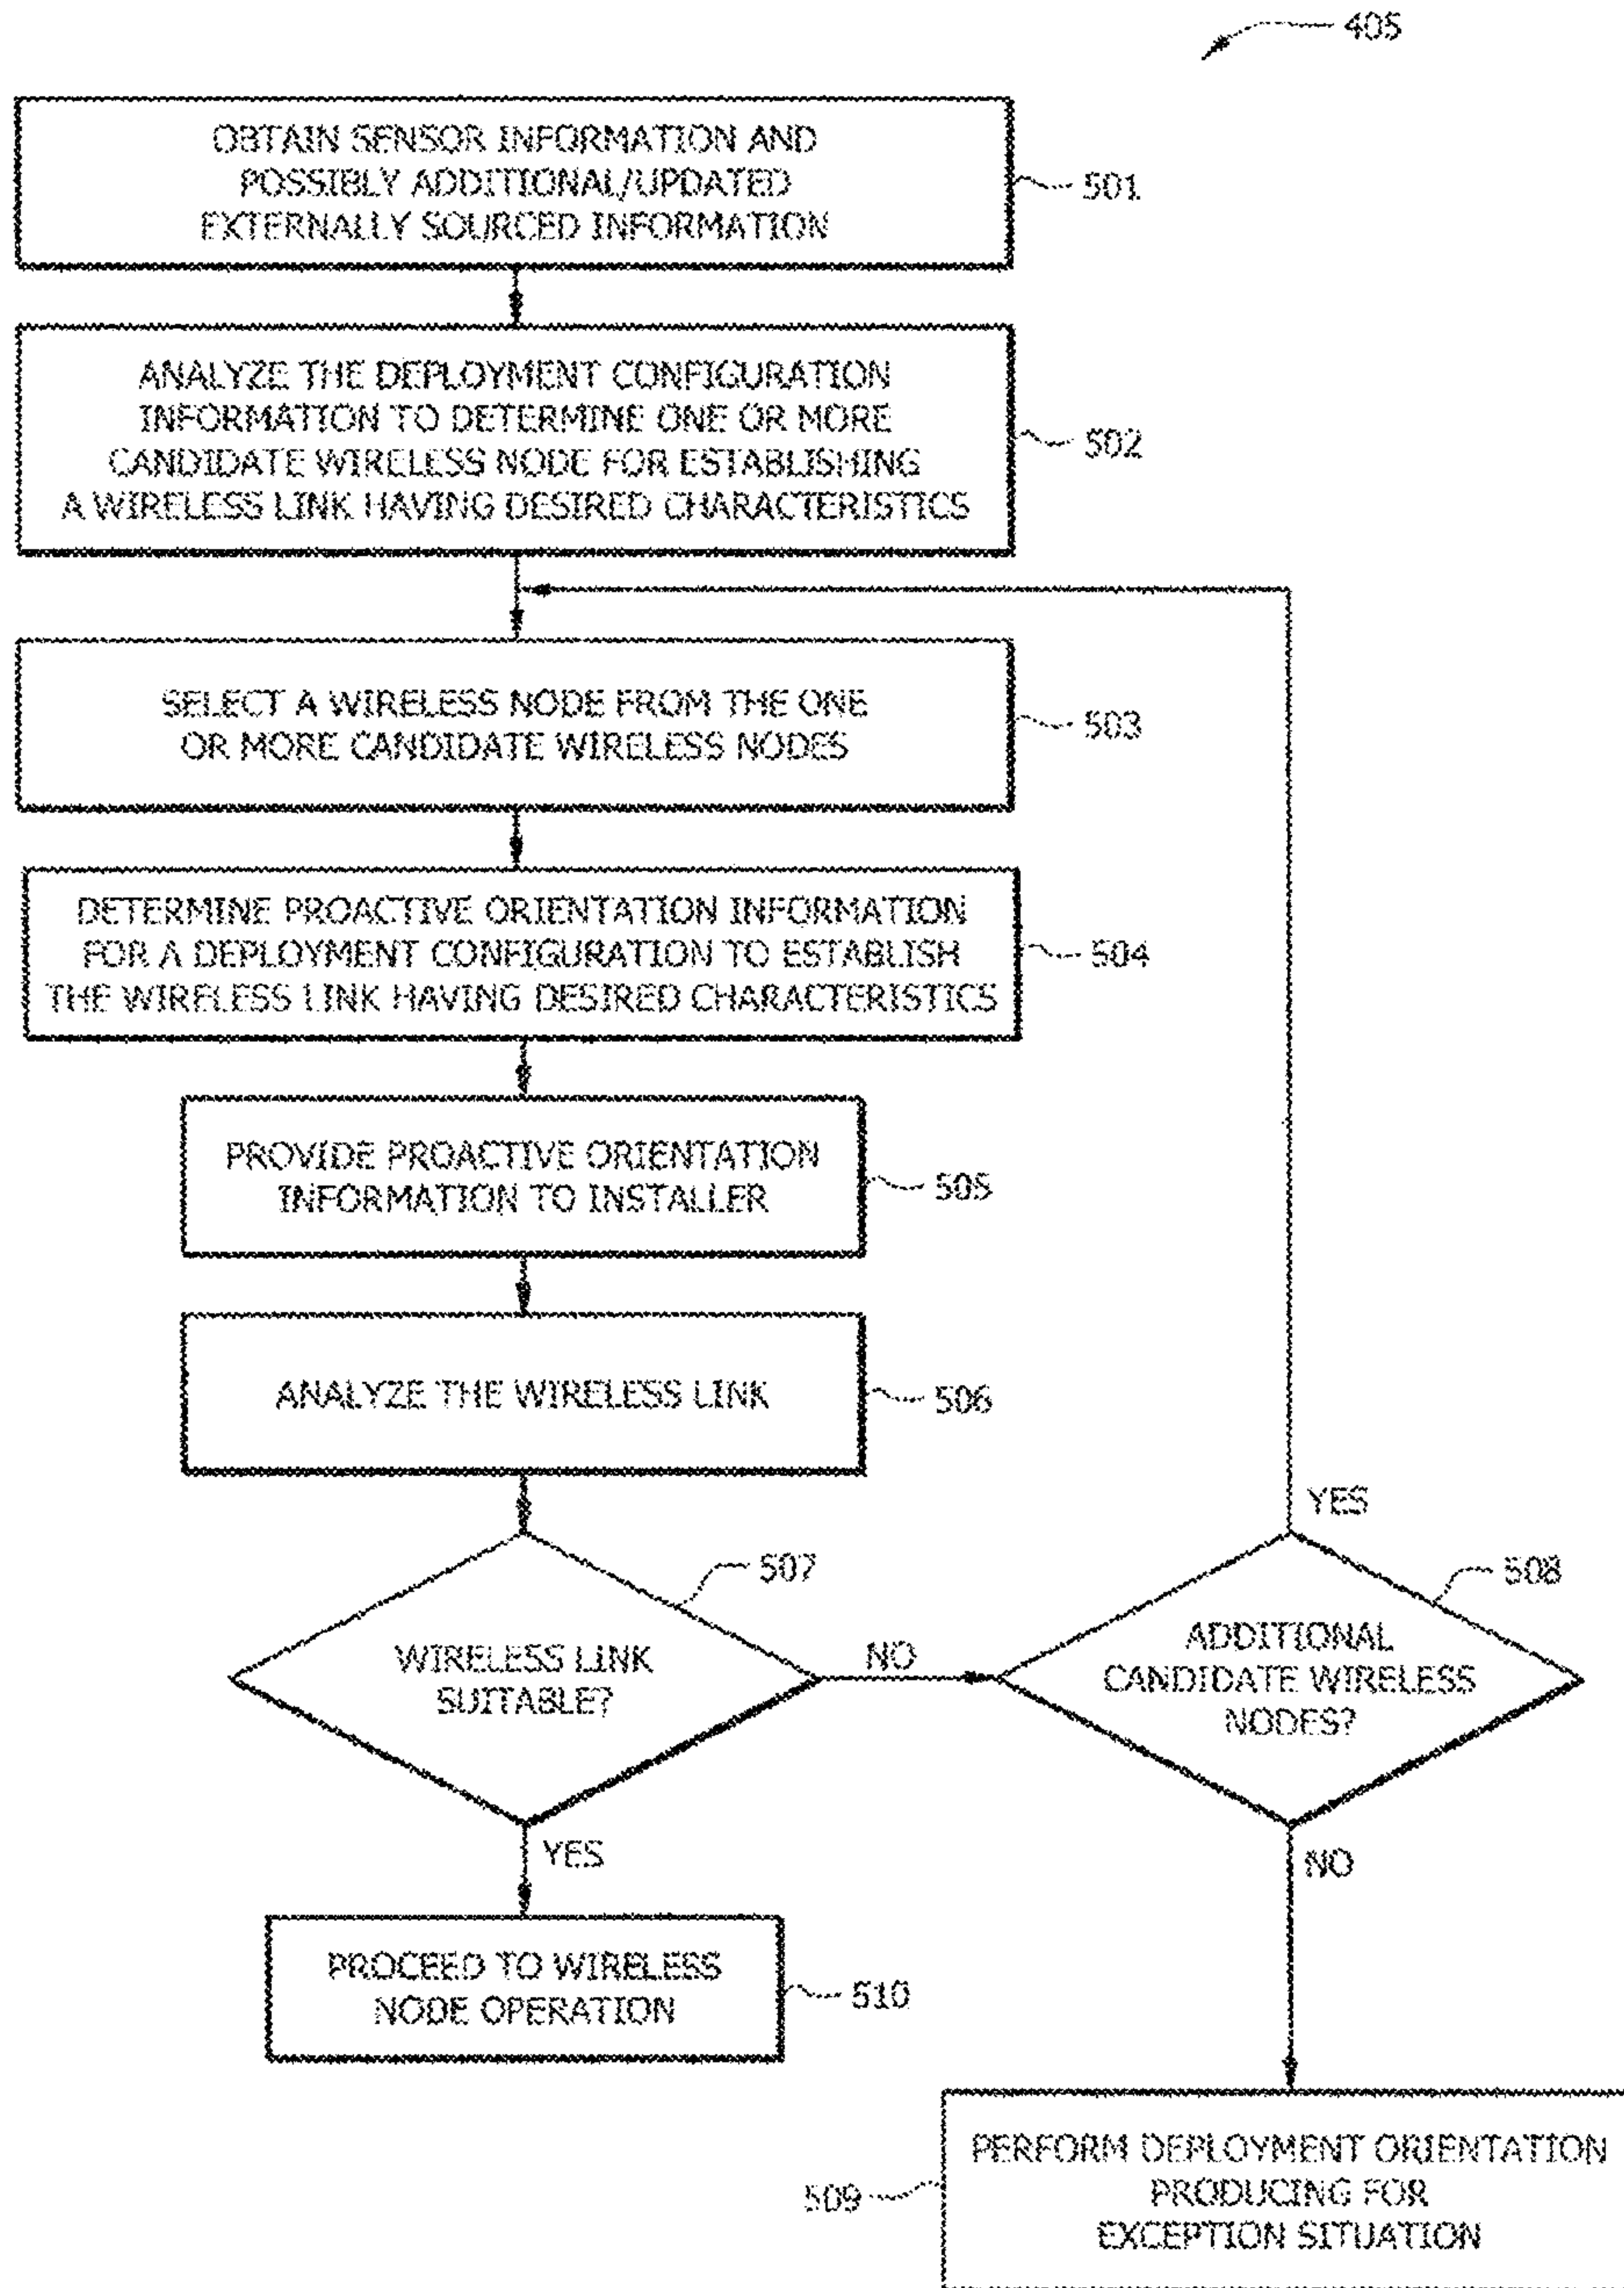 405
OBTAIN SENSOR INFORMATION AND
POSSIBLY ADDITIONAL/UPDATED
EXTERNALLY SOURCED INFORMATION
501
ANALYZE THE DEPLOYMENT CONFIGURATION
INFORMATION TO DETERMINE ONE OR MORE
CANDIDATE WIRELESS NODE FOR ESTABLISHING
A WIRELESS LINK HAVING DESIRED CHARACTERISTICS
502
SELECT A WIRELESS NODE FROM THE ONE
OR MORE CANDIDATE WIRELESS NODES
503
DETERMINE PROACTIVE ORIENTATION INFORMATION
FOR A DEPLOYMENT CONFIGURATION TO ESTABLISH
THE WIRELESS LINK HAVING DESIRED CHARACTERISTICS
504
PROVIDE PROACTIVE ORIENTATION
INFORMATION TO INSTALLER
505
ANALYZE THE WIRELESS LINK
506
YES
507
508
WIRELESS LINK
SUITABLE?
NO
ADDITIONAL
CANDIDATE WIRELESS
NODES?
YES
NO
PROCEED TO WIRELESS
NODE OPERATION
510
PERFORM DEPLOYMENT ORIENTATION
PRODUCING FOR
EXCEPTION SITUATION
509